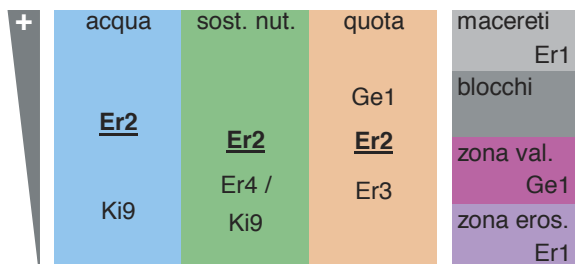 + acqua sost. nut. quota macereti
Er1
Ge1 blocchi
Er2 Er2 Er2 zona val.
Er4 / Er3 Ge1
Ki9 Ki9 zona eros.
Er1